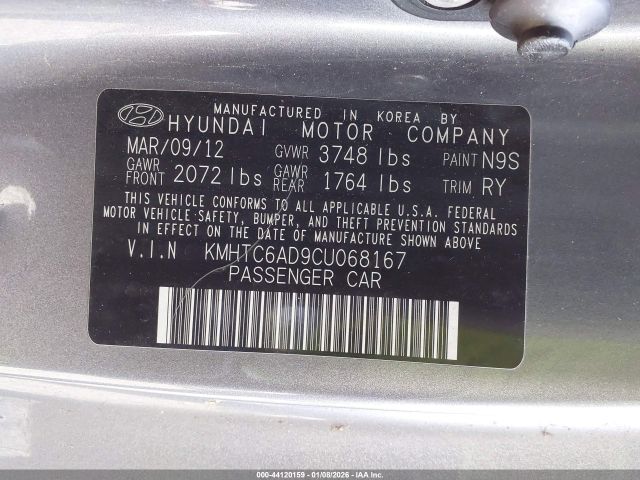 MANUFACTURED IN KOREA BY
HYUNDAI MOTOR COMPANY
MAR/09/12 GVWR 3748 lbs PAINT N9S
GAWR FRONT 2072 lbs GAWR REAR 1764 lbs TRIM RY
THIS VEHICLE CONFORMS TO ALL APPLICABLE U.S.A. FEDERAL
MOTOR VEHICLE SAFETY, BUMPER, AND THEFT PREVENTION STANDARDS
IN EFFECT ON THE DATE OF MANUFACTURE SHOWN ABOVE
V.I.N KMHTC6AD9CU068167
PASSENGER CAR
000-44120159 | 01/08/2026 - IAAI.COM